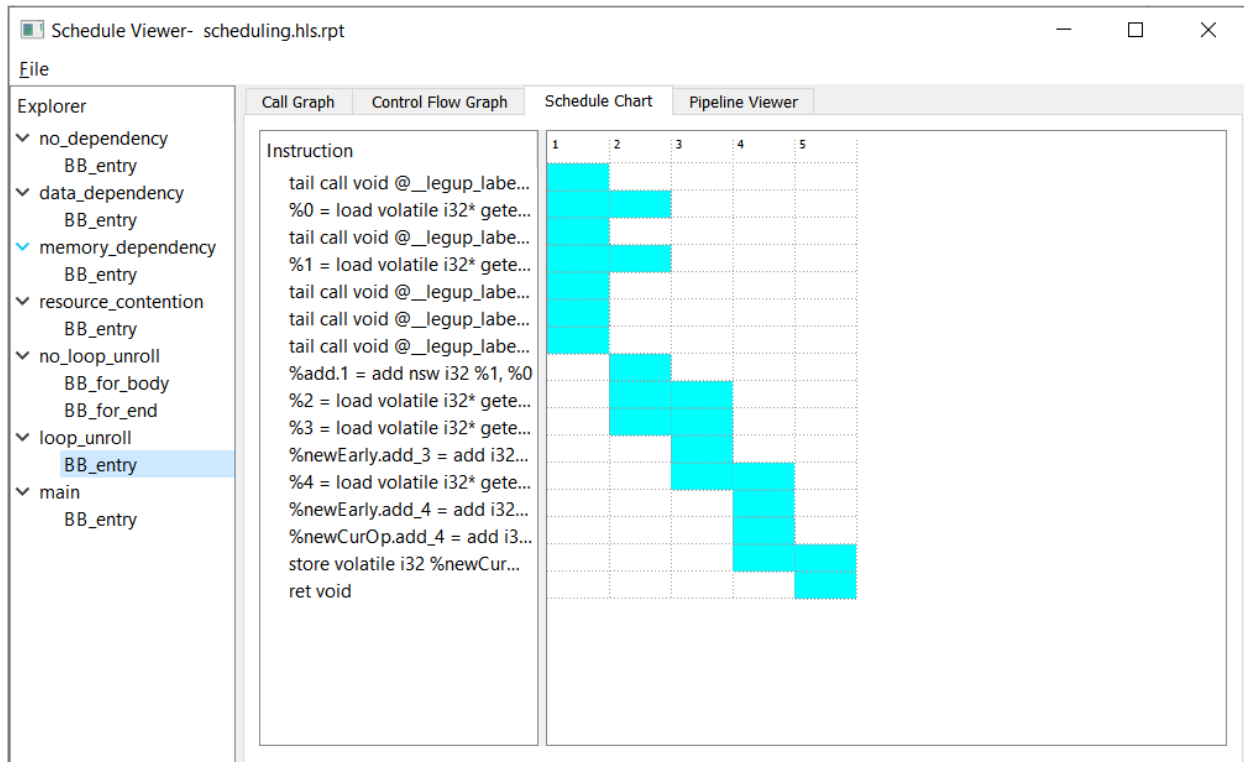 Schedule Viewer-  scheduling.hls.rpt
File
Explorer
no_dependency
BB_entry
data_dependency
BB_entry
memory_dependency
BB_entry
resource_contention
BB_entry
no_loop_unroll
BB_for_body
BB_for_end
loop_unroll
BB_entry
main
BB_entry
Call Graph Control Flow Graph Schedule Chart Pipeline Viewer
Instruction
tail call void @__legup_labe...
%0 = load volatile i32* gete...
tail call void @__legup_labe...
%1 = load volatile i32* gete...
tail call void @__legup_labe...
tail call void @__legup_labe...
tail call void @__legup_labe...
%add.1 = add nsw i32 %1, %0
%2 = load volatile i32* gete...
%3 = load volatile i32* gete...
%newEarly.add_3 = add i32...
%4 = load volatile i32* gete...
%newEarly.add_4 = add i32...
%newCurOp.add_4 = add i3...
store volatile i32 %newCur...
ret void
1 2 3 4 5